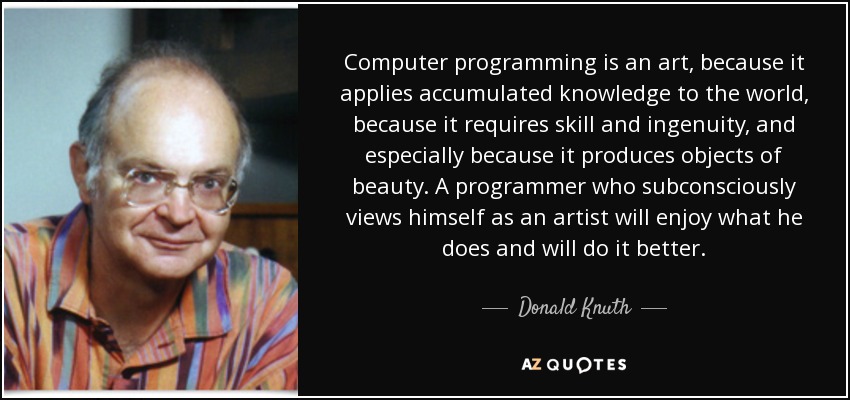 Computer programming is an art, because it
applies accumulated knowledge to the world,
because it requires skill and ingenuity, and
especially because it produces objects of
beauty. A programmer who subconsciously
views himself as an artist will enjoy what he
does and will do it better.
Donald Knuth
AZ QUOTES